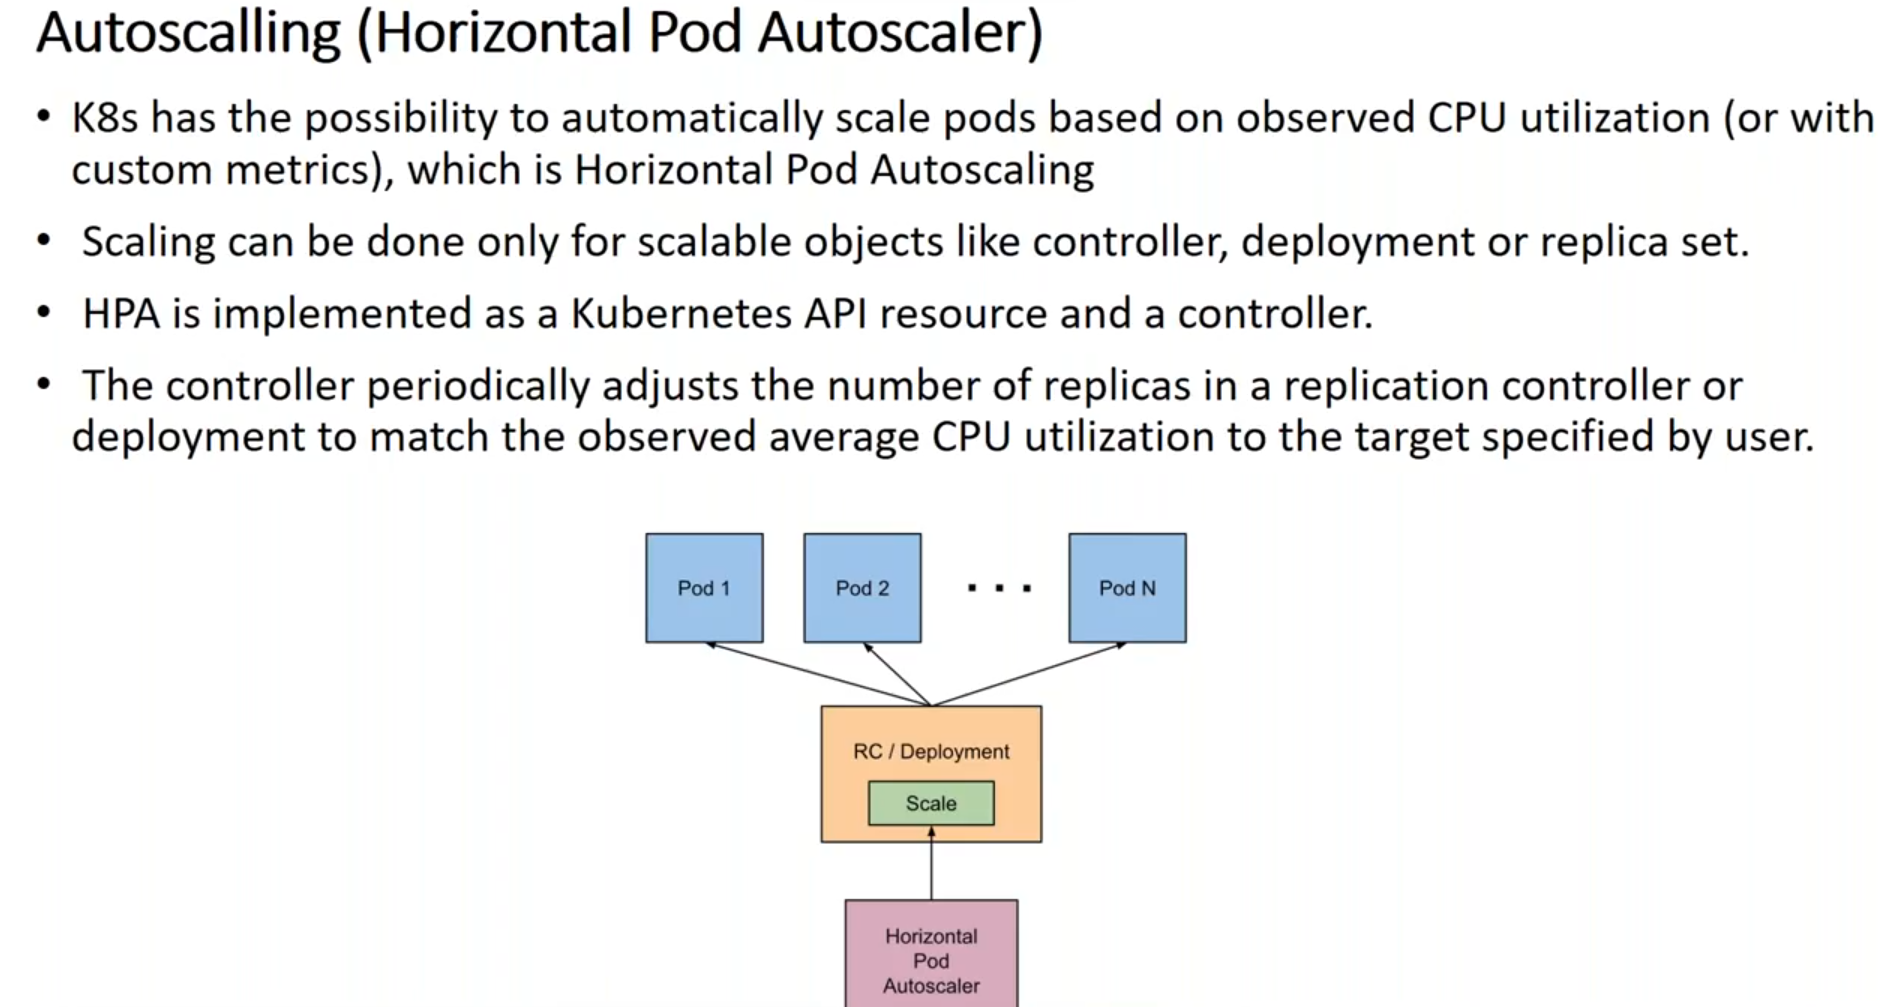 Autoscalling (Horizontal Pod Autoscaler)
• K8s has the possibility to automatically scale pods based on observed CPU utilization (or with
custom metrics), which is Horizontal Pod Autoscaling
• Scaling can be done only for scalable objects like controller, deployment or replica set.
• HPA is implemented as a Kubernetes API resource and a controller.
• The controller periodically adjusts the number of replicas in a replication controller or
deployment to match the observed average CPU utilization to the target specified by user.
Pod 1
Pod 2
. . .
Pod N
RC / Deployment
Scale
Horizontal
Pod
Autoscaler